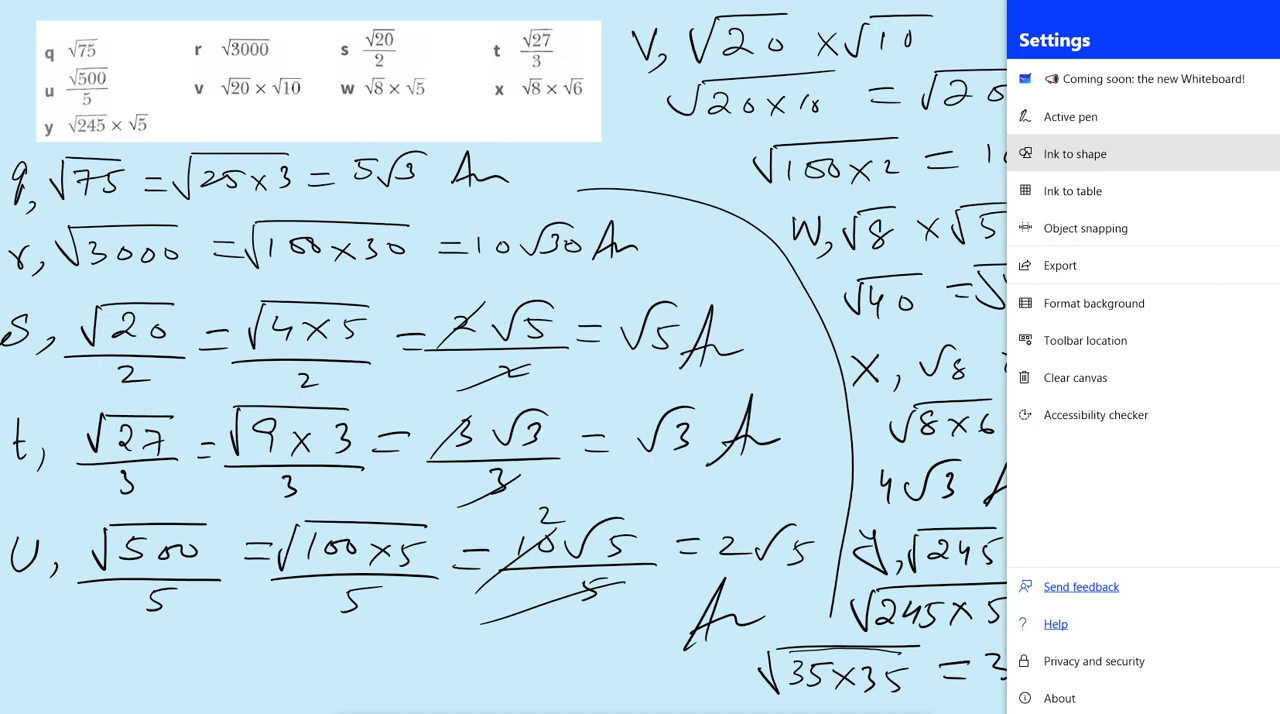 q √75 r √3000 s √20/2 t √27/3
u √500/5 v √20 × √10 w √8 × √5 x √8 × √6
y √245 × √5
q, √75 = √25×3 = 5√3 An
r, √3000 = √100×30 = 10√30 An
S, √20/2 = √4×5/2 = 2√5/2 = √5 An
t, √27/3 = √9×3/3 = 3√3/3 = √3 An
U, √500/5 = √100×5/5 = 10√5/5 = 2√5
2
An
V, √20 × √10
√20×10 = √20
√100×2 = 1
W, √8 × √5
√40 = √
X, √8
√8×6
4√3 A
y, √245
√245×5
√35×35 = 3
Settings
Coming soon: the new Whiteboard!
Active pen
Ink to shape
Ink to table
Object snapping
Export
Format background
Toolbar location
Clear canvas
Accessibility checker
Send feedback
Help
Privacy and security
About